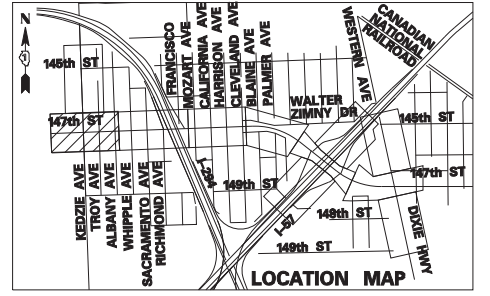 N
145th ST
147th ST
FRANCISCO
MOZART AVE
CALIFORNIA AVE
HARRISON AVE
CLEVELAND AVE
BLAINE AVE
PALMER AVE
WESTERN AVE
CANADIAN
NATIONAL
RAILROAD
WALTER
ZIMNY DR
145th ST
147th ST
KEDZIE AVE
TROY AVE
ALBANY AVE
WHIPPLE AVE
SACRAMENTO AVE
RICHMOND AVE
I-294
149th ST
I-57
148th ST
149th ST
DIXIE HWY
LOCATION MAP